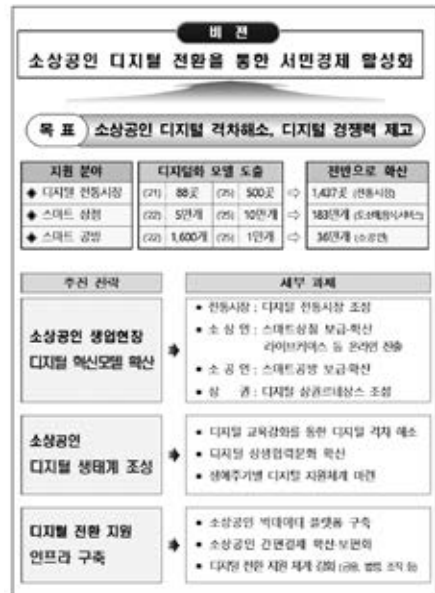 비 전
소상공인 디지털 전환을 통한 서민경제 활성화
목 표
소상공인 디지털 격차해소, 디지털 경쟁력 제고
지원 분야
디지털화 모델 도출
전반으로 확산
◆ 디지털 전통시장 ('21) 88곳 ('25) 500곳 ⇨ 1,437곳 (전통시장)
◆ 스마트 상점 ('22) 5만개 ('25) 10만개 ⇨ 183만개 (도소매·음식·서비스)
◆ 스마트 공방 ('22) 1,600개 ('25) 1만개 ⇨ 36만개 (소공인)
추진 전략
세부 과제
소상공인 생업현장
디지털 혁신모델 확산
• 전통시장 : 디지털 전통시장 조성
• 소 상 인 : 스마트상점 보급·확산
라이브커머스 등 온라인 진출
• 소 공 인 : 스마트공방 보급·확산
• 상 권 : 디지털 상권르네상스 조성
소상공인
디지털 생태계 조성
• 디지털 교육강화를 통한 디지털 격차 해소
• 디지털 상생협력문화 확산
• 생애주기별 디지털 지원체계 마련
디지털 전환 지원
인프라 구축
• 소상공인 빅데이터 플랫폼 구축
• 소상공인 간편결제 확산·보편화
• 디지털 전환 지원 체계 강화 (금융, 법령, 조직 등)